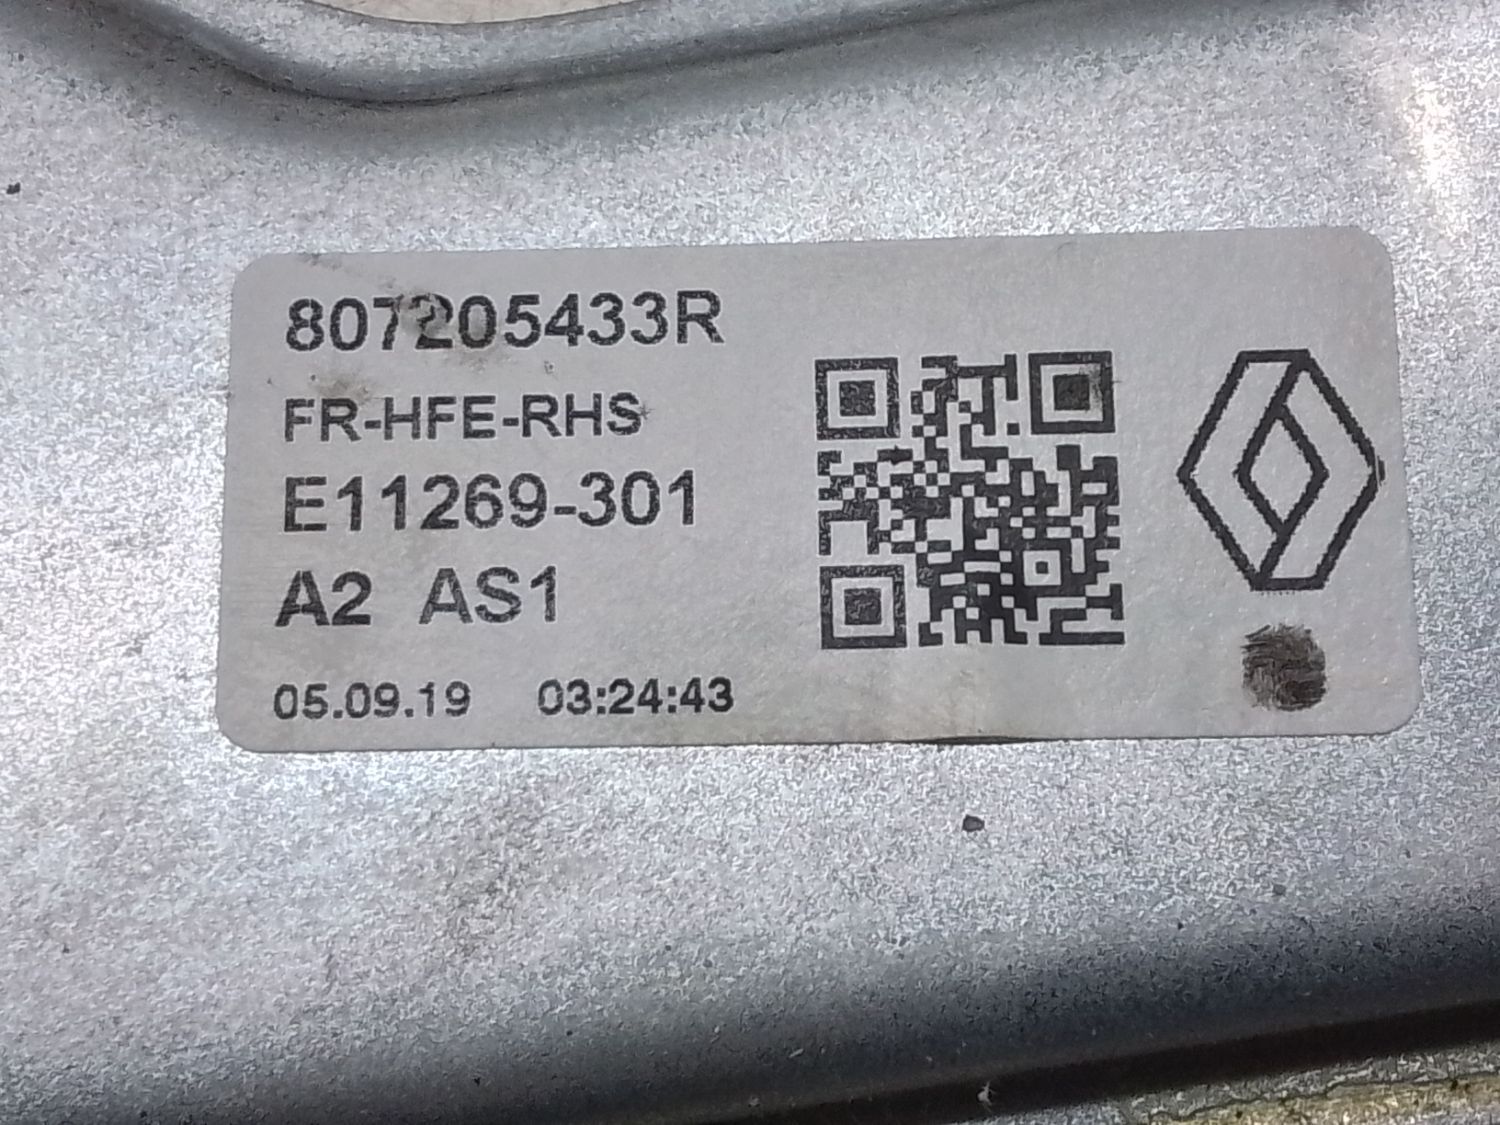 807205433R
FR-HFE-RHS
E11269-301
A2 AS1
05.09.19 03:24:43